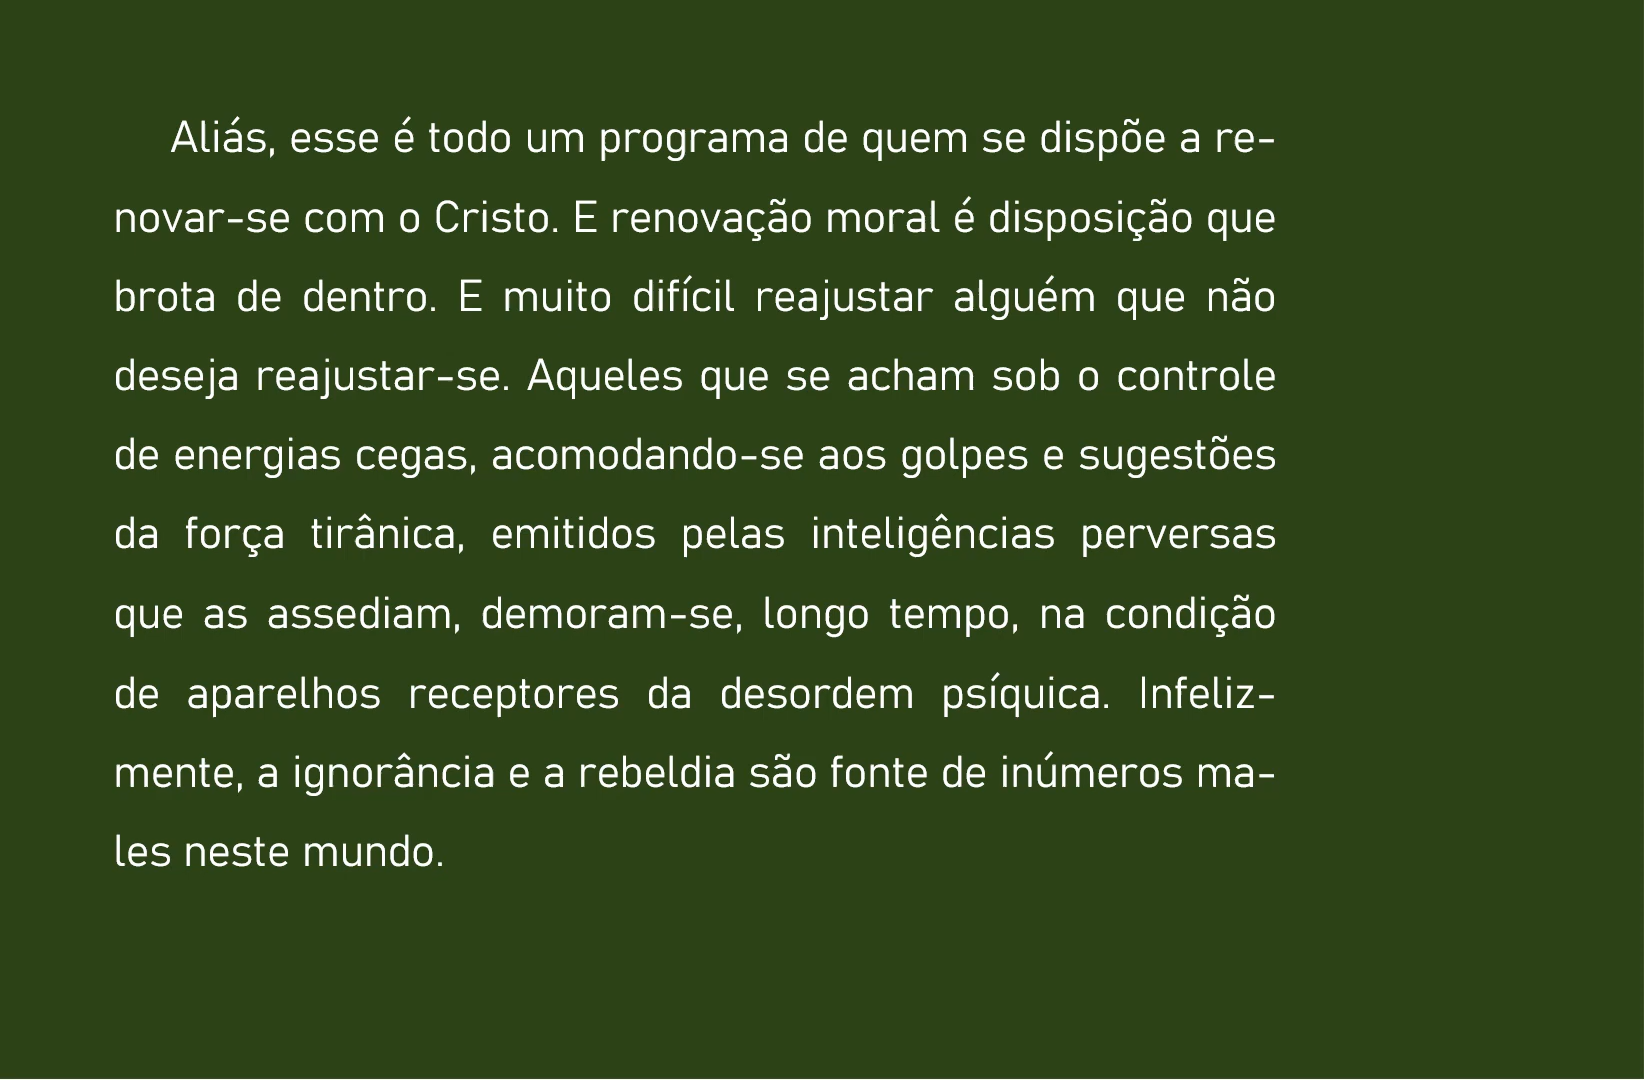 Aliás, esse é todo um programa de quem se dispõe a re-
novar-se com o Cristo. E renovação moral é disposição que
brota de dentro. E muito difícil reajustar alguém que não
deseja reajustar-se. Aqueles que se acham sob o controle
de energias cegas, acomodando-se aos golpes e sugestões
da força tirânica, emitidos pelas inteligências perversas
que as assediam, demoram-se, longo tempo, na condição
de aparelhos receptores da desordem psíquica. Infeliz-
mente, a ignorância e a rebeldia são fonte de inúmeros ma-
les neste mundo.